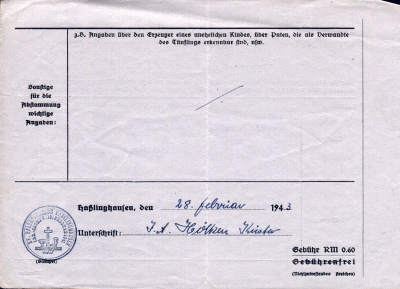 z.B. Angaben über den Erzeuger eines unehelichen Kindes, über Paten, die als Verwandte
des Täuflings erkennbar sind, usw.
Sonstige
für die
Abstammung
wichtige
Angaben:
Haßlinghausen, den 28. februar 1943
Unterschrift: I. A. Hölken Küster
Gebühr RM 0.60
Gebührenfrei
(Nichtzutreffendes streichen)